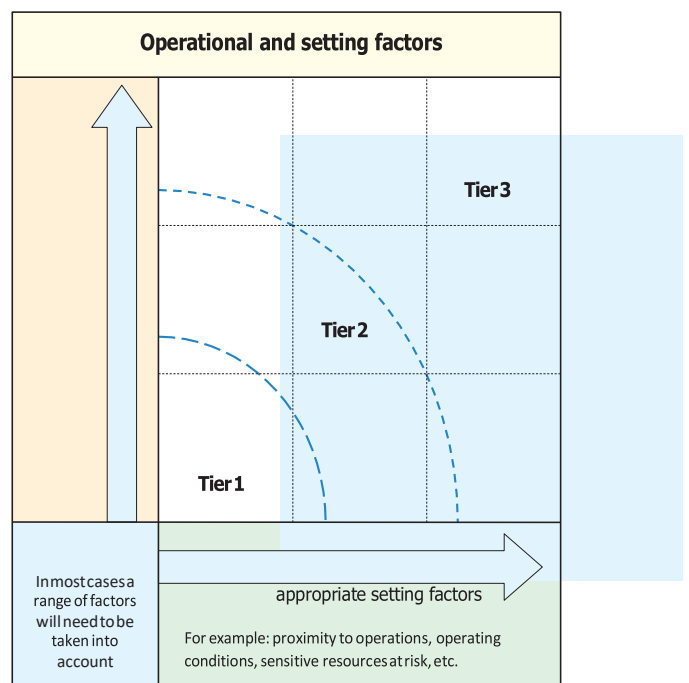 Operational and setting factors
Tier 3
Tier 2
Tier 1
In most cases a
range of factors
will need to be
taken into
account
appropriate setting factors
For example: proximity to operations, operating
conditions, sensitive resources at risk, etc.